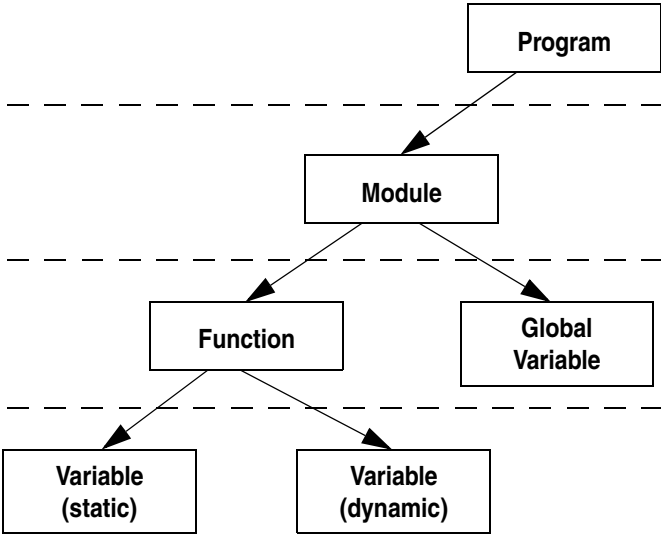 Program
Module
Function
Global
Variable
Variable
(static)
Variable
(dynamic)